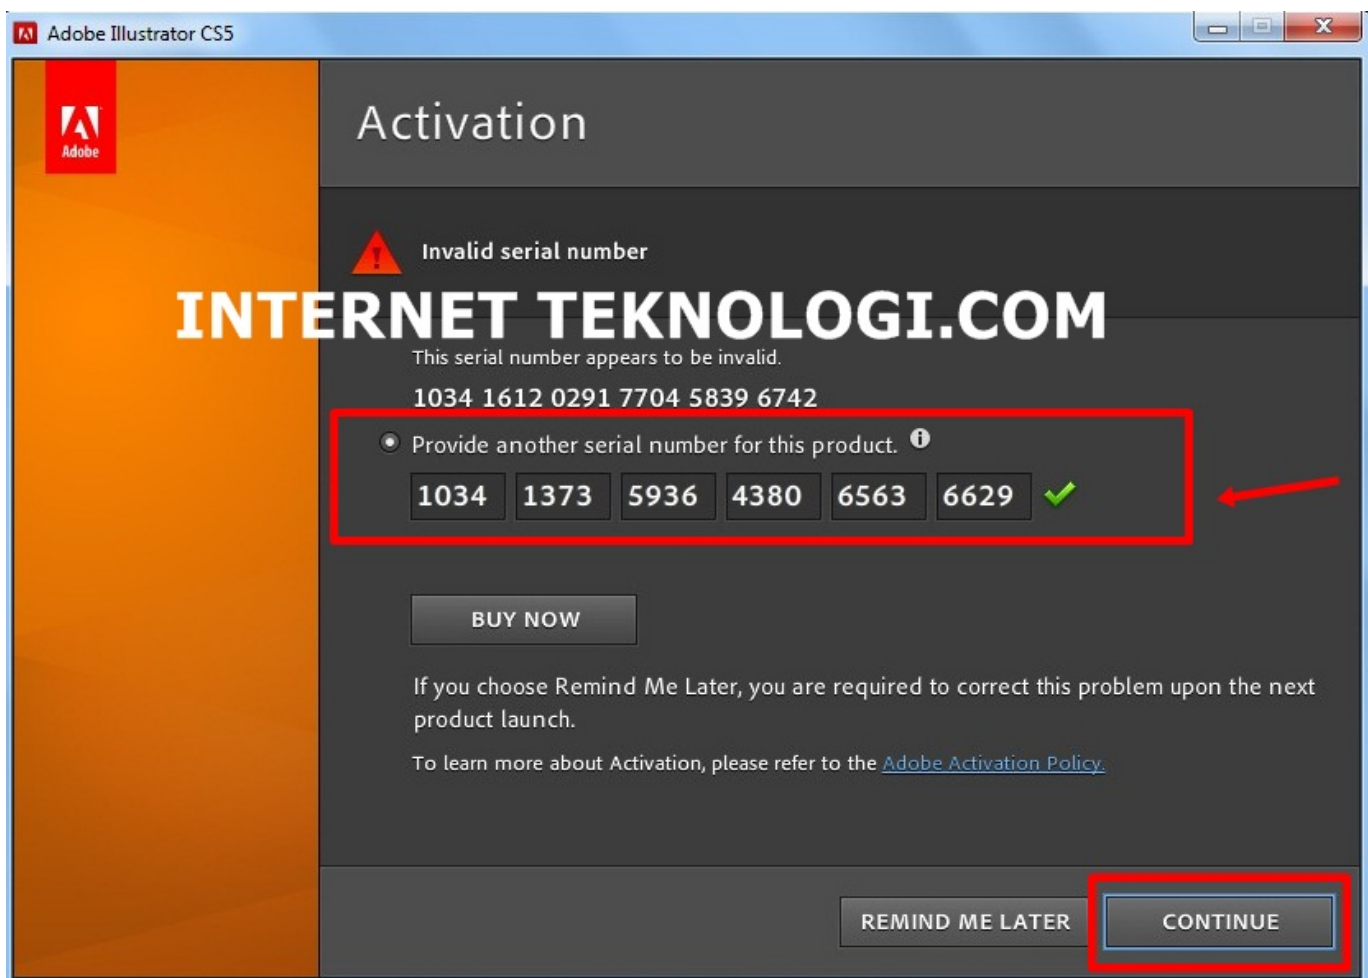 Adobe Illustrator CS5
Adobe
Activation
Invalid serial number
INTERNET TEKNOLOGI.COM
This serial number appears to be invalid.
1034 1612 0291 7704 5839 6742
Provide another serial number for this product.
1034 1373 5936 4380 6563 6629
BUY NOW
If you choose Remind Me Later, you are required to correct this problem upon the next
product launch.
To learn more about Activation, please refer to the Adobe Activation Policy.
REMIND ME LATER CONTINUE